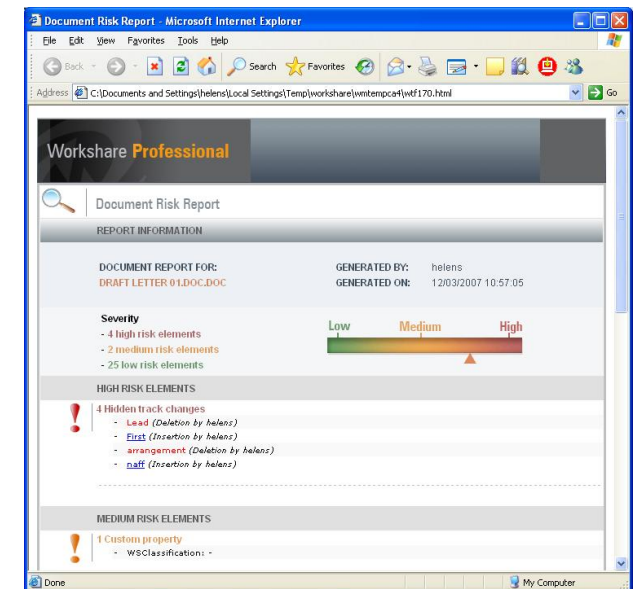 Document Risk Report - Microsoft Internet Explorer
File Edit View Favorites Tools Help
Back Search Favorites
Address C:\Documents and Settings\helens\Local Settings\Temp\workshare\wmtempca4\wtf170.html Go
Workshare Professional
Document Risk Report
REPORT INFORMATION
DOCUMENT REPORT FOR: GENERATED BY: helens
DRAFT LETTER 01.DOC.DOC GENERATED ON: 12/03/2007 10:57:05
Severity
Low Medium High
- 4 high risk elements
- 2 medium risk elements
- 25 low risk elements
HIGH RISK ELEMENTS
4 Hidden track changes
- Lead (Deletion by helens)
- First (Insertion by helens)
- arrangement (Deletion by helens)
- naff (Insertion by helens)
MEDIUM RISK ELEMENTS
1 Custom property
- WSClassification: -
Done My Computer